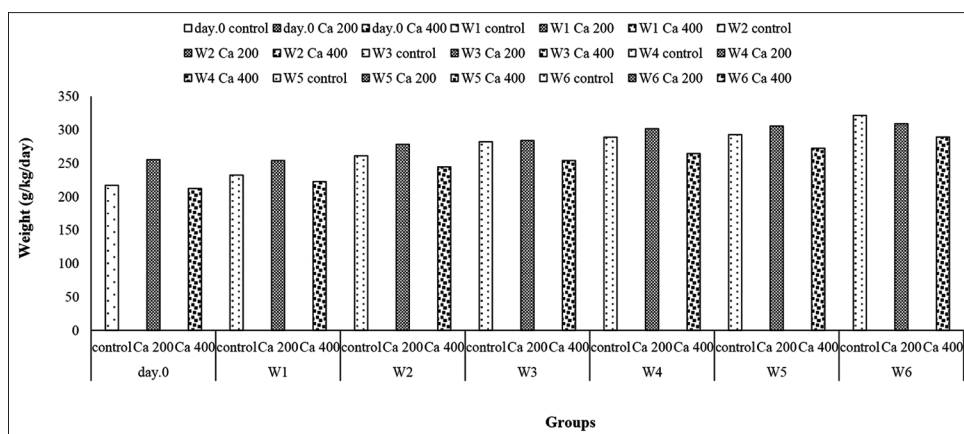 day.0 control day.0 Ca 200 day.0 Ca 400 W1 control W1 Ca 200 W1 Ca 400 W2 control
W2 Ca 200 W2 Ca 400 W3 control W3 Ca 200 W3 Ca 400 W4 control W4 Ca 200
W4 Ca 400 W5 control W5 Ca 200 W5 Ca 400 W6 control W6 Ca 200 W6 Ca 400
350
300
250
200
150
100
50
0
Weight (g/kg/day)
control Ca 200 Ca 400 control Ca 200 Ca 400 control Ca 200 Ca 400 control Ca 200 Ca 400 control Ca 200 Ca 400 control Ca 200 Ca 400 control Ca 200 Ca 400
day.0 W1 W2 W3 W4 W5 W6
Groups